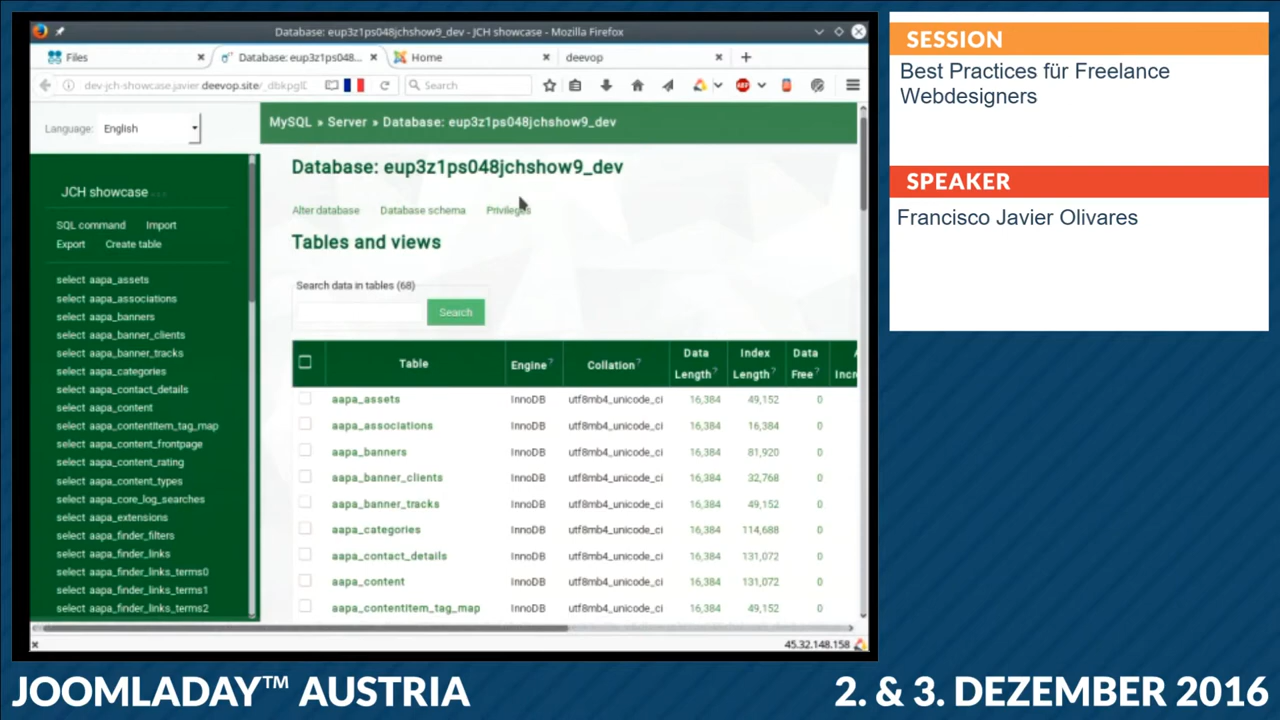 Database: eup3z1ps048jchshow9_dev - JCH showcase - Mozilla Firefox
Files
Database: eup3z1ps048...
Home
deevop
dev-jch-showcase.javier.deevop.site/_dbkpgl
Search
ABP
Language: English
MySQL » Server » Database: eup3z1ps048jchshow9_dev
JCH showcase
SQL command Import
Export Create table
select aapa_assets
select aapa_associations
select aapa_banners
select aapa_banner_clients
select aapa_banner_tracks
select aapa_categories
select aapa_contact_details
select aapa_content
select aapa_contentitem_tag_map
select aapa_content_frontpage
select aapa_content_rating
select aapa_content_types
select aapa_core_log_searches
select aapa_extensions
select aapa_finder_filters
select aapa_finder_links
select aapa_finder_links_terms0
select aapa_finder_links_terms1
select aapa_finder_links_terms2
Database: eup3z1ps048jchshow9_dev
Alter database Database schema Privileges
Tables and views
Search data in tables (68)
Search
Table Engine? Collation? Data Length? Index Length? Data Free?
aapa_assets InnoDB utf8mb4_unicode_ci 16,384 49,152 0
aapa_associations InnoDB utf8mb4_unicode_ci 16,384 16,384 0
aapa_banners InnoDB utf8mb4_unicode_ci 16,384 81,920 0
aapa_banner_clients InnoDB utf8mb4_unicode_ci 16,384 32,768 0
aapa_banner_tracks InnoDB utf8mb4_unicode_ci 16,384 49,152 0
aapa_categories InnoDB utf8mb4_unicode_ci 16,384 114,688 0
aapa_contact_details InnoDB utf8mb4_unicode_ci 16,384 131,072 0
aapa_content InnoDB utf8mb4_unicode_ci 16,384 131,072 0
aapa_contentitem_tag_map InnoDB utf8mb4_unicode_ci 16,384 49,152 0
45.32.148.158
SESSION
Best Practices für Freelance
Webdesigners
SPEAKER
Francisco Javier Olivares
JOOMLADAY™ AUSTRIA
2. & 3. DEZEMBER 2016